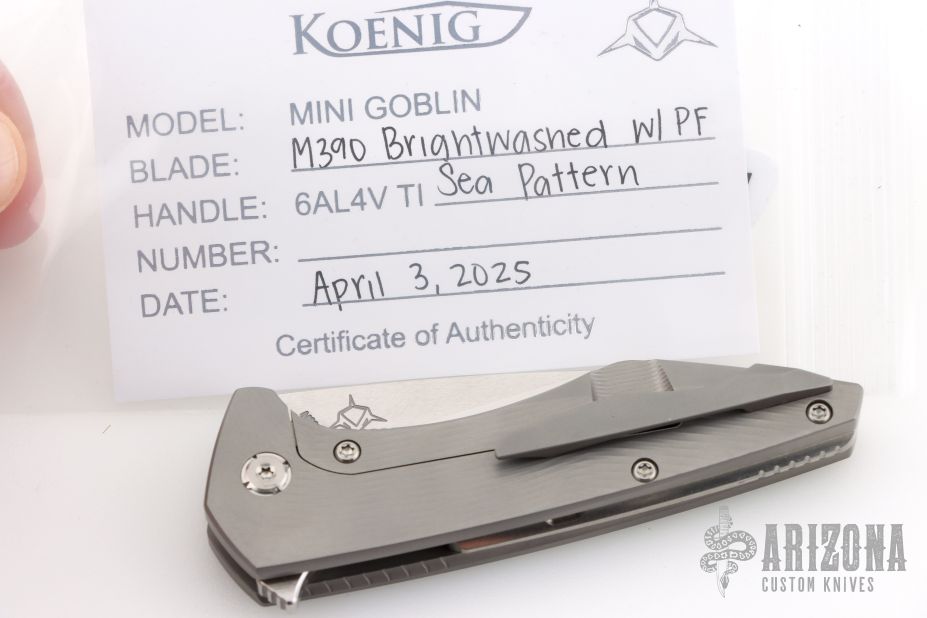 KOENIG
MODEL: MINI GOBLIN
BLADE: M390 Brightwashed w/ PF
HANDLE: 6AL4V TI Sea Pattern
NUMBER:
DATE: April 3, 2025
Certificate of Authenticity
ARIZONA
CUSTOM KNIVES